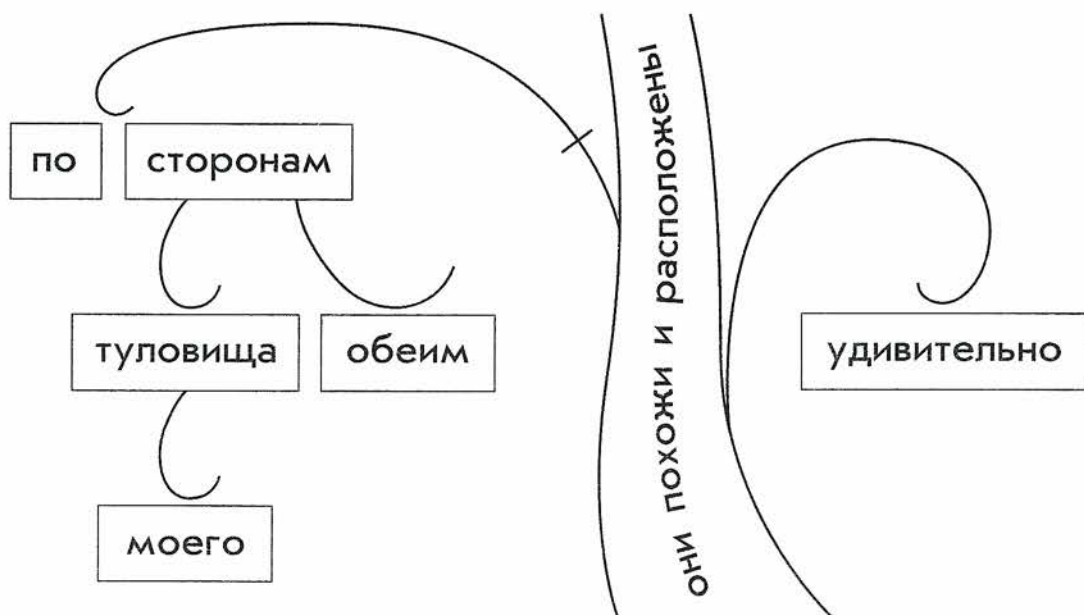 они похожи и расположены
по сторонам
туловища обеим
удивительно
моего